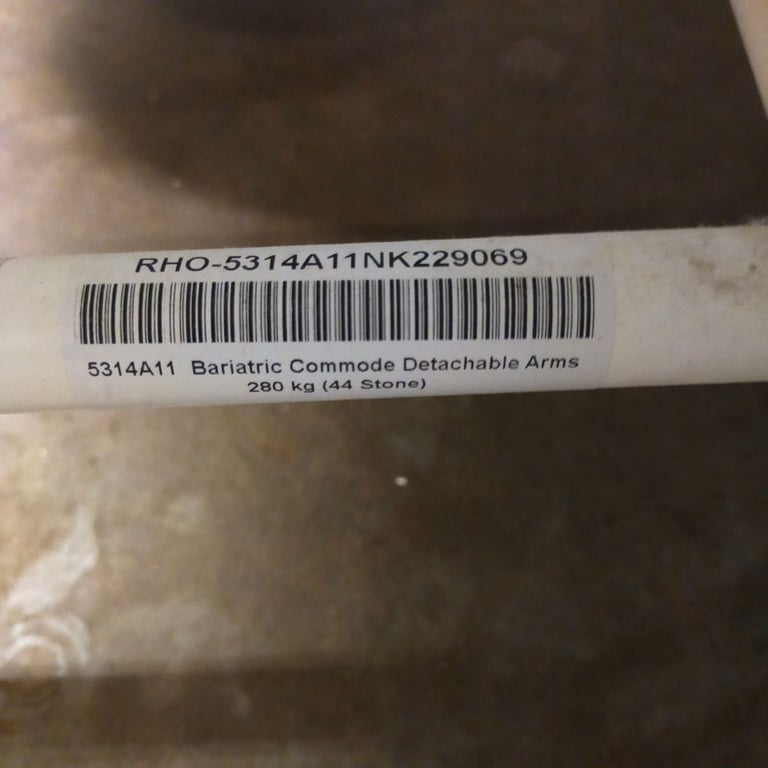 RHO-5314A11NK229069
5314A11 Bariatric Commode Detachable Arms
280 kg (44 Stone)